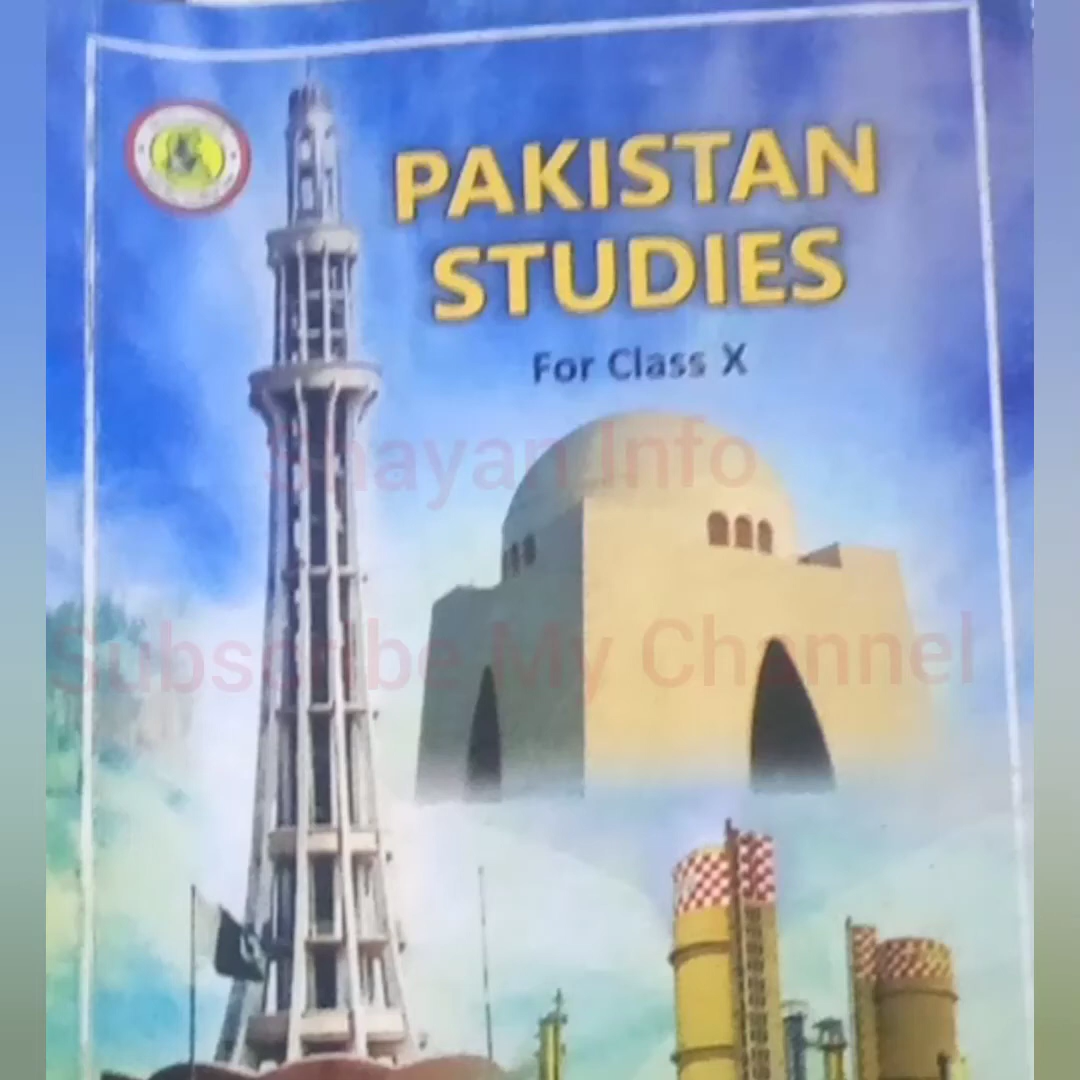 PAKISTAN
STUDIES
For Class X
Shayan Info
Subscribe My Channel